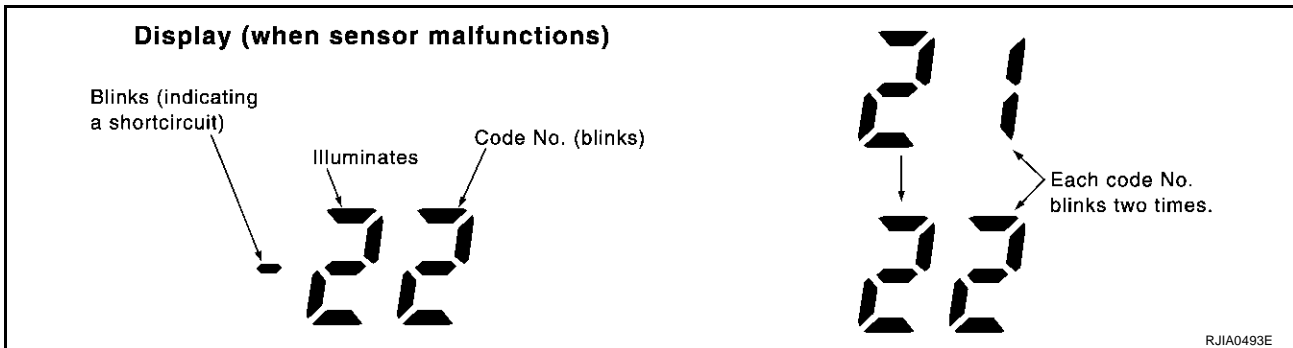 Display (when sensor malfunctions)
Blinks (indicating
a shortcircuit)
Illuminates
Code No. (blinks)
-22
21
22
Each code No.
blinks two times.
RJIA0493E